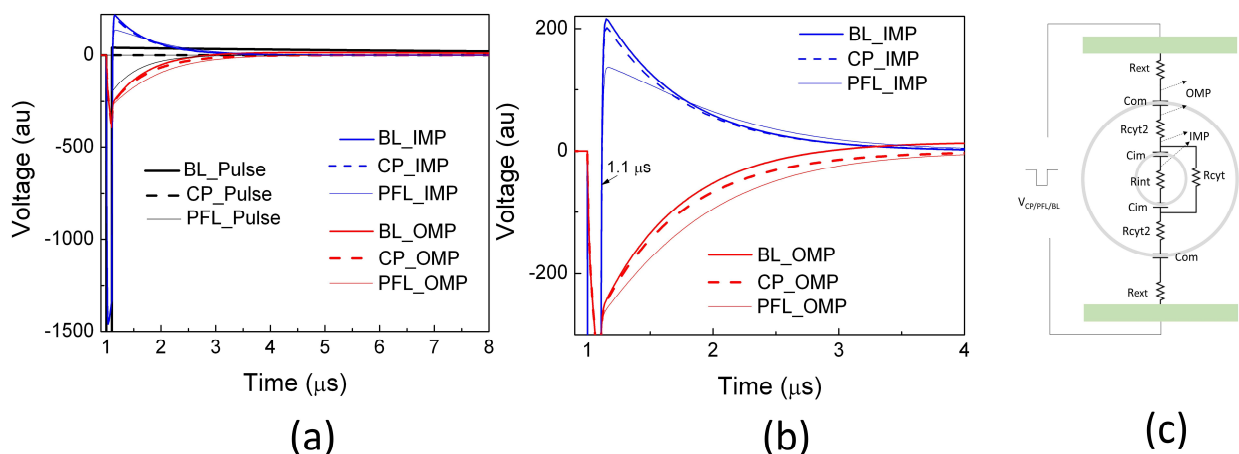 (a)
Voltage (au)
0
-500
-1000
-1500
BL_Pulse
CP_Pulse
PFL_Pulse
BL_IMP
CP_IMP
PFL_IMP
BL_OMP
CP_OMP
PFL_OMP
1 2 3 4 5 6 7 8
Time (μs)
(a)
Voltage (au)
200
0
-200
1.1 μs
BL_IMP
CP_IMP
PFL_IMP
BL_OMP
CP_OMP
PFL_OMP
1 2 3 4
Time (μs)
(b)
(c)
Rext
OMP
Com
Rcyt2
IMP
Cim
Rint
Rcyt
VCP/PFL/BL
Cim
Rcyt2
Com
Rext
(c)